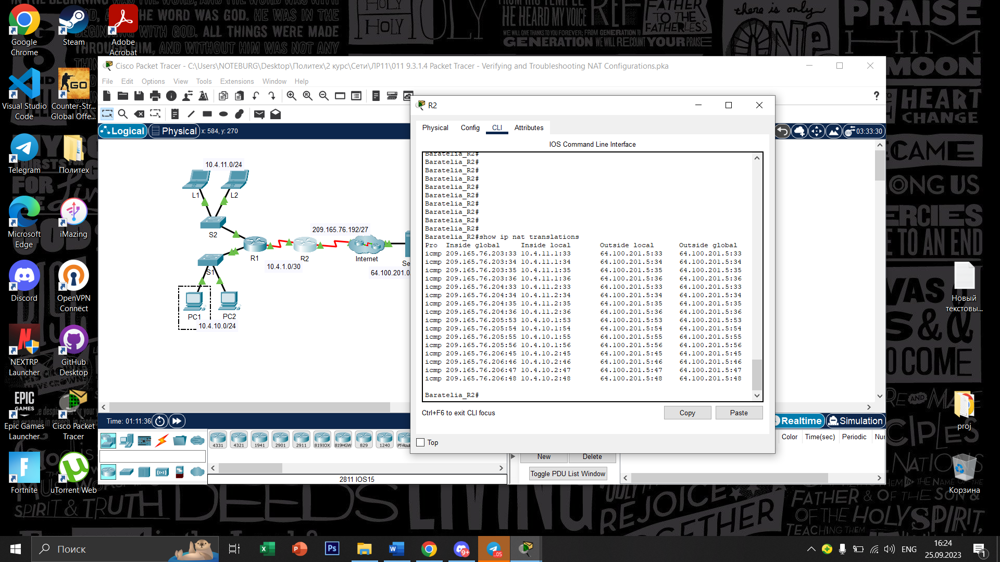 Google
Chrome
Steam
Adobe
Acrobat
Visual Studio
Code
Counter-Str...
Global Offe...
Telegram
Политех
Microsoft
Edge
iMazing
Discord
OpenVPN
Connect
NEXTRP
Launcher
GitHub
Desktop
Epic Games
Launcher
Cisco Packet
Tracer
Fortnite
uTorrent Web
Новый
текстовы...
proj
Корзина
Cisco Packet Tracer - C:\Users\NOTEBURG\Desktop\Политех\2 курс\Сети\ЛР11\011 9.3.1.4 Packet Tracer - Verifying and Troubleshooting NAT Configurations.pka
File Edit Options View Tools Extensions Window Help
Logical Physical x: 584, y: 270
03:33:30
10.4.11.0/24
L1 L2
S2
209.165.76.192/27
R1 R2 Internet
10.4.1.0/30
Se
64.100.201.0
S1
PC1 PC2
10.4.10.0/24
R2
Physical Config CLI Attributes
IOS Command Line Interface
Baratelia_R2#
Baratelia_R2#
Baratelia_R2#
Baratelia_R2#
Baratelia_R2#
Baratelia_R2#
Baratelia_R2#
Baratelia_R2#
Baratelia_R2#
Baratelia_R2#
Baratelia_R2#show ip nat translations
Pro Inside global Inside local Outside local Outside global
icmp 209.165.76.203:33 10.4.11.1:33 64.100.201.5:33 64.100.201.5:33
icmp 209.165.76.203:34 10.4.11.1:34 64.100.201.5:34 64.100.201.5:34
icmp 209.165.76.203:35 10.4.11.1:35 64.100.201.5:35 64.100.201.5:35
icmp 209.165.76.203:36 10.4.11.1:36 64.100.201.5:36 64.100.201.5:36
icmp 209.165.76.204:33 10.4.11.2:33 64.100.201.5:33 64.100.201.5:33
icmp 209.165.76.204:34 10.4.11.2:34 64.100.201.5:34 64.100.201.5:34
icmp 209.165.76.204:35 10.4.11.2:35 64.100.201.5:35 64.100.201.5:35
icmp 209.165.76.204:36 10.4.11.2:36 64.100.201.5:36 64.100.201.5:36
icmp 209.165.76.205:53 10.4.10.1:53 64.100.201.5:53 64.100.201.5:53
icmp 209.165.76.205:54 10.4.10.1:54 64.100.201.5:54 64.100.201.5:54
icmp 209.165.76.205:55 10.4.10.1:55 64.100.201.5:55 64.100.201.5:55
icmp 209.165.76.205:56 10.4.10.1:56 64.100.201.5:56 64.100.201.5:56
icmp 209.165.76.206:45 10.4.10.2:45 64.100.201.5:45 64.100.201.5:45
icmp 209.165.76.206:46 10.4.10.2:46 64.100.201.5:46 64.100.201.5:46
icmp 209.165.76.206:47 10.4.10.2:47 64.100.201.5:47 64.100.201.5:47
icmp 209.165.76.206:48 10.4.10.2:48 64.100.201.5:48 64.100.201.5:48
Baratelia_R2#
Ctrl+F6 to exit CLI focus Copy Paste
Top
Time: 01:11:36
Realtime Simulation
4331 4321 1941 2901 2911 819IOX 819HGW 829 1240 PT-Rout
2811 IOS15
New Delete
Toggle PDU List Window
Color Time(sec) Periodic Nur
Поиск
ENG
16:24
25.09.2023
1